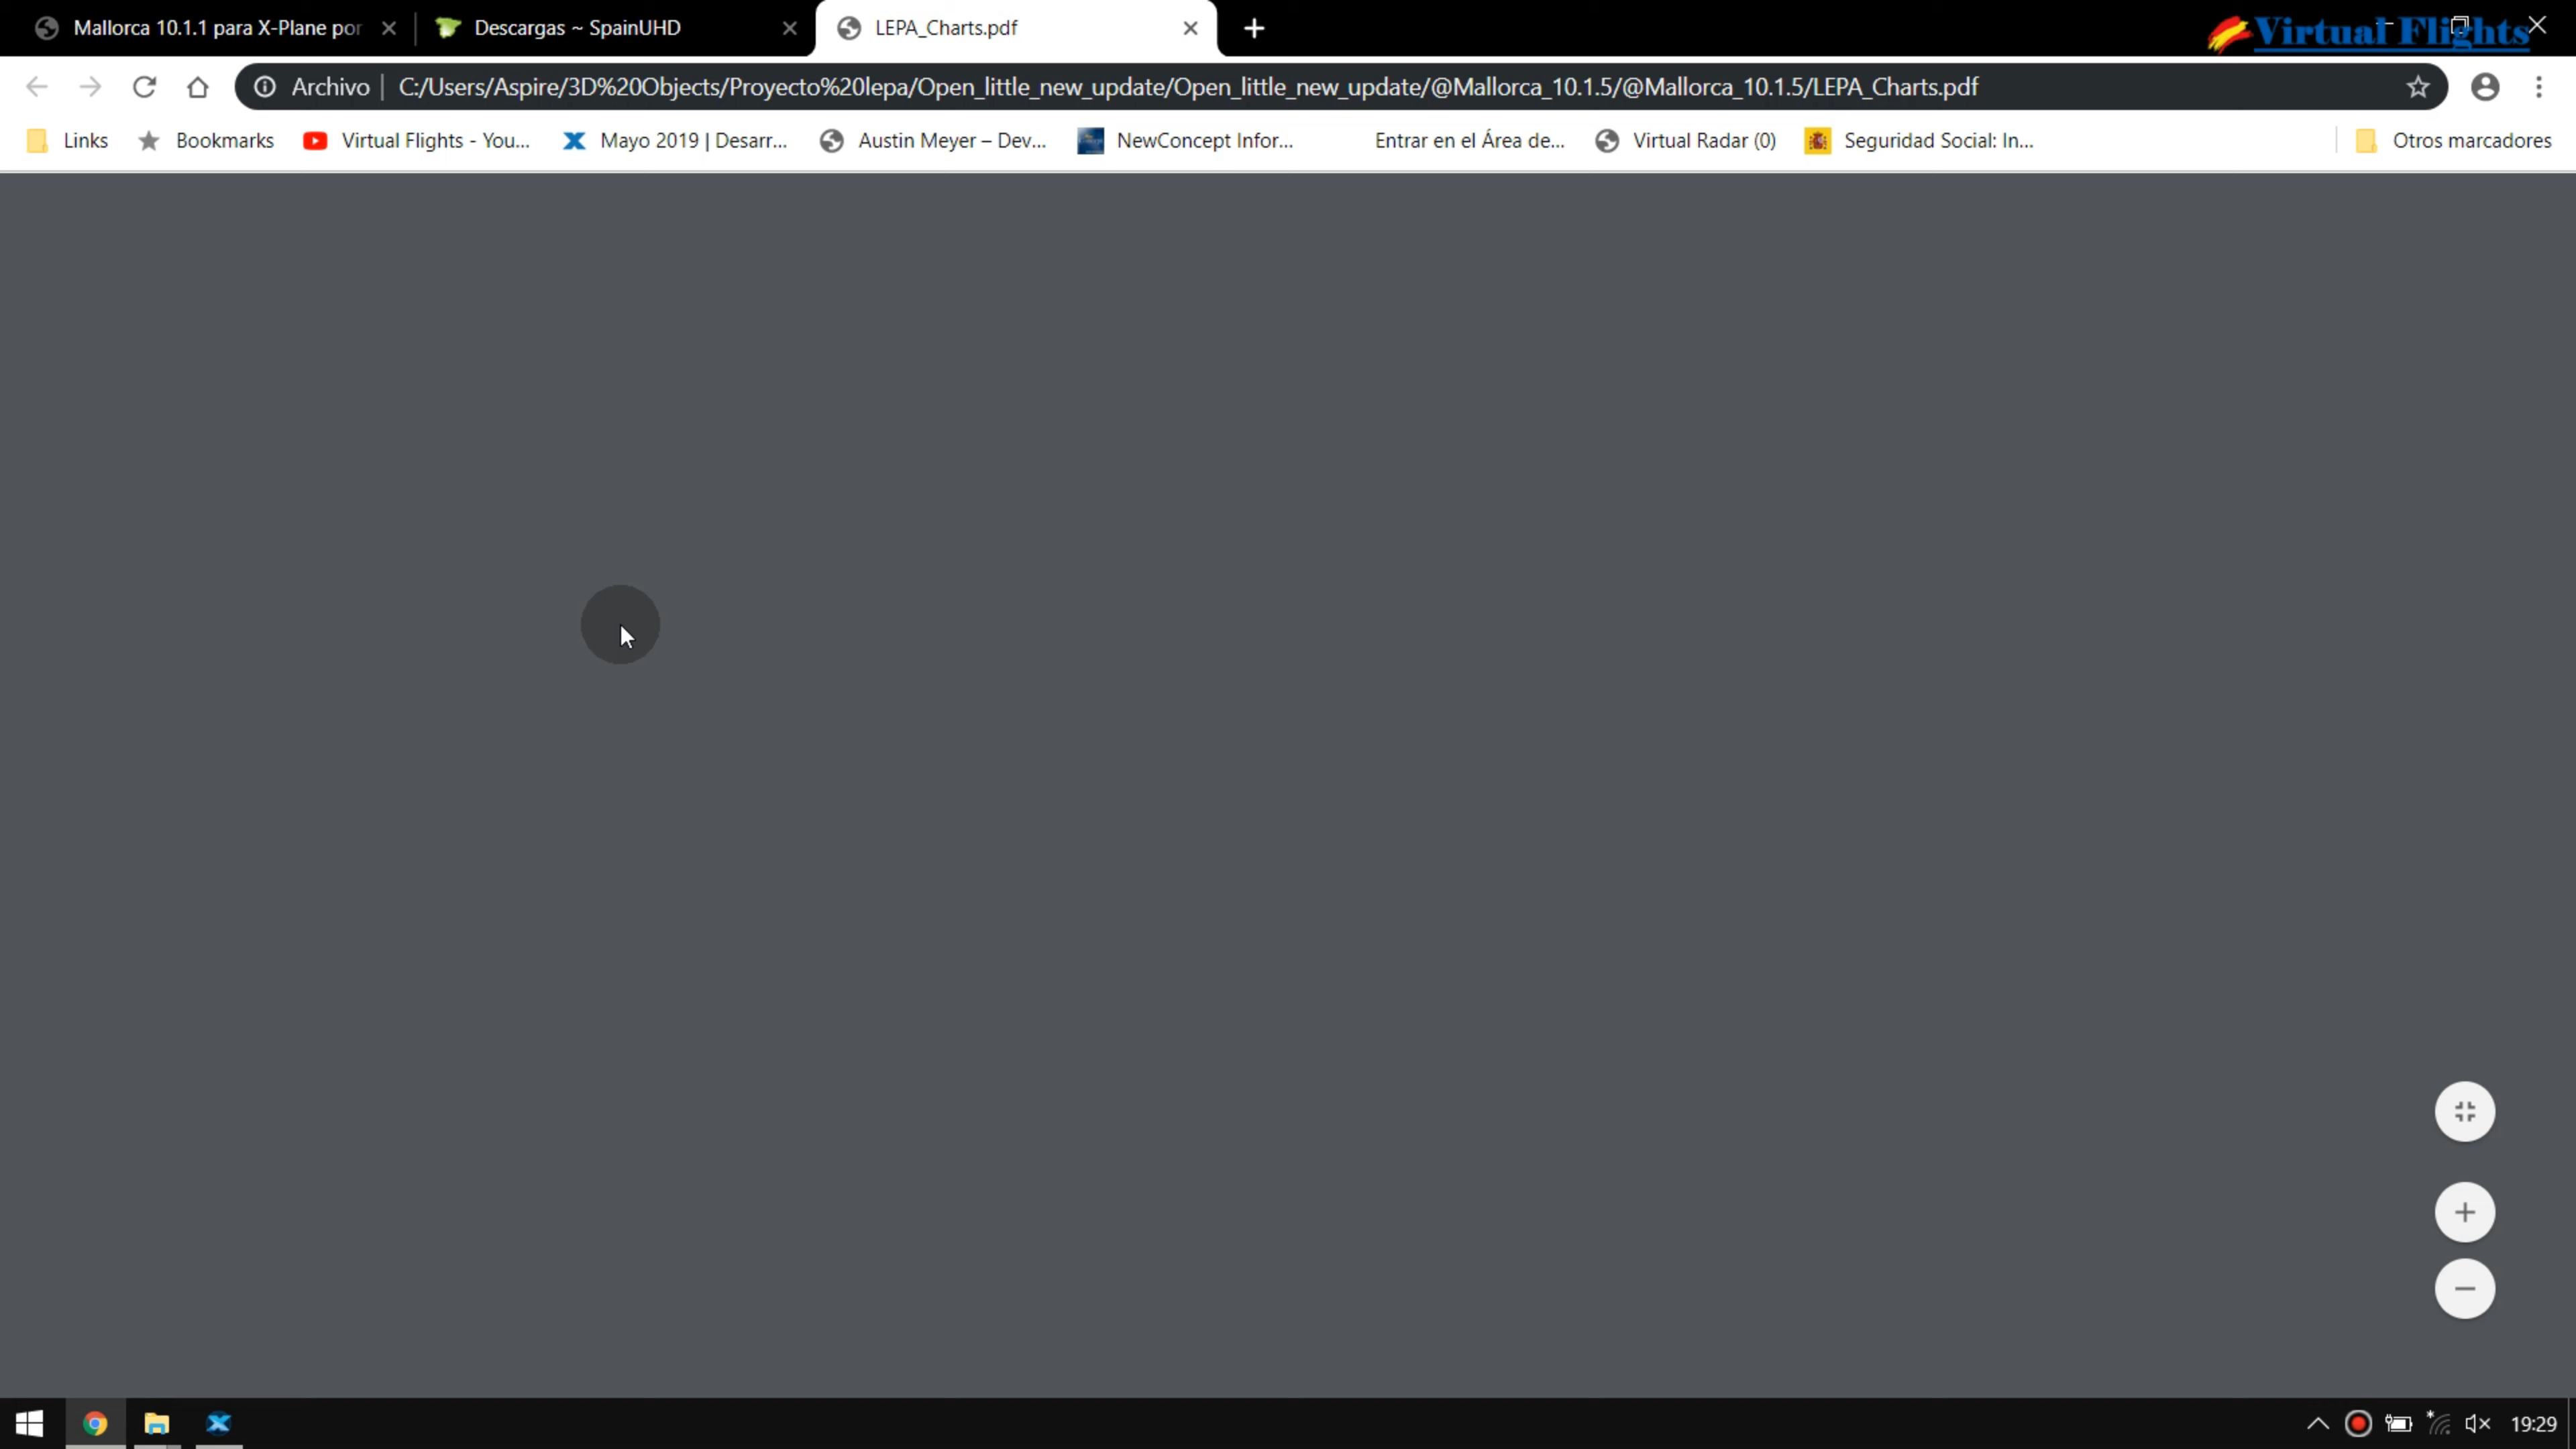 Mallorca 10.1.1 para X-Plane por
Descargas ~ SpainUHD
LEPA_Charts.pdf
Virtual Flights
Archivo
C:/Users/Aspire/3D%20Objects/Proyecto%20lepa/Open_little_new_update/Open_little_new_update/@Mallorca_10.1.5/@Mallorca_10.1.5/LEPA_Charts.pdf
Links
Bookmarks
Virtual Flights - You...
Mayo 2019 | Desarr...
Austin Meyer – Dev...
NewConcept Infor...
Entrar en el Área de...
Virtual Radar (0)
Seguridad Social: In...
Otros marcadores
19:29